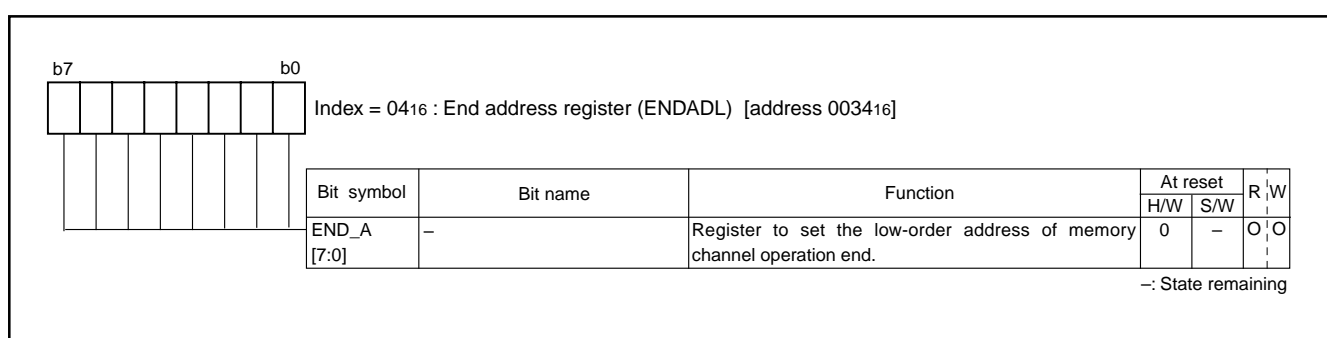 b7 b0
Index = 0416 : End address register (ENDADL) [address 003416]
Bit symbol Bit name Function At reset R W
H/W S/W
END_A – Register to set the low-order address of memory 0 – O O
[7:0] channel operation end.
–: State remaining